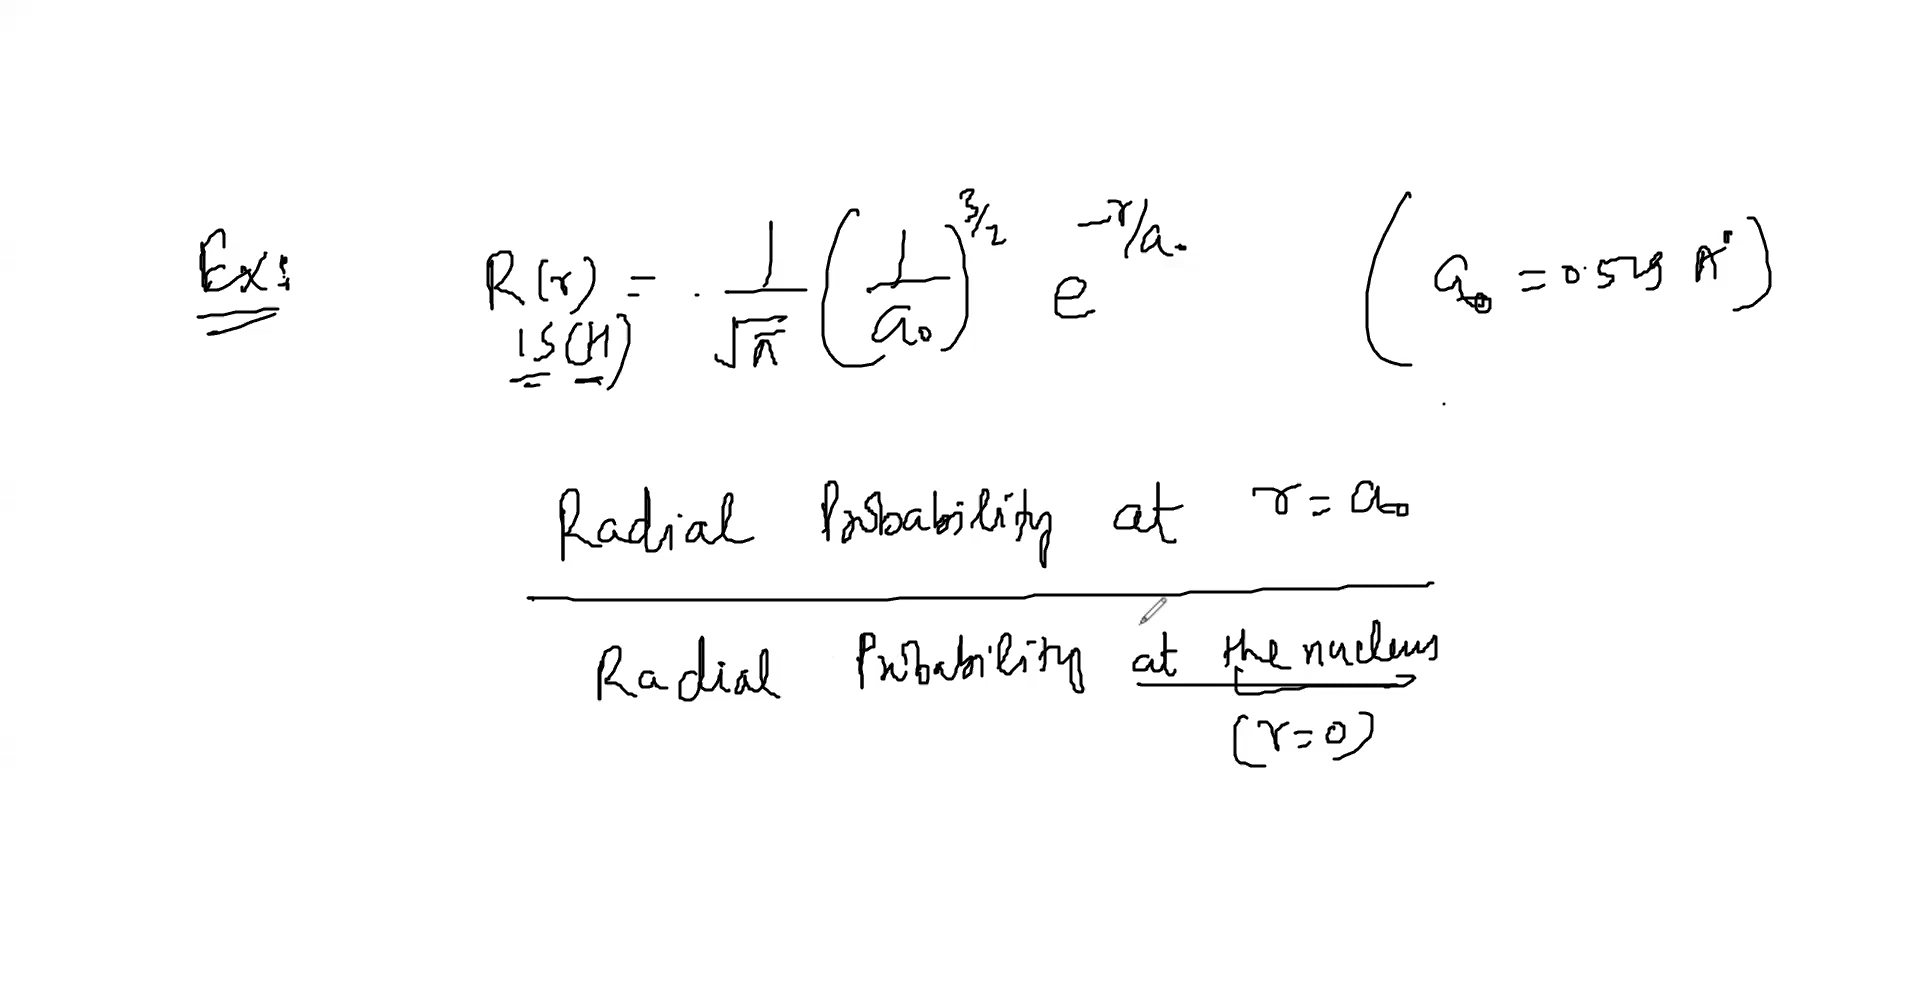 Ex: R(r) = 1/√π (1/a₀)^3/2 e^-r/a₀ (a₀ = 0.529 A°)
1S(H)
Radial Probability at r = a₀
Radial Probability at the nucleus
(r=0)